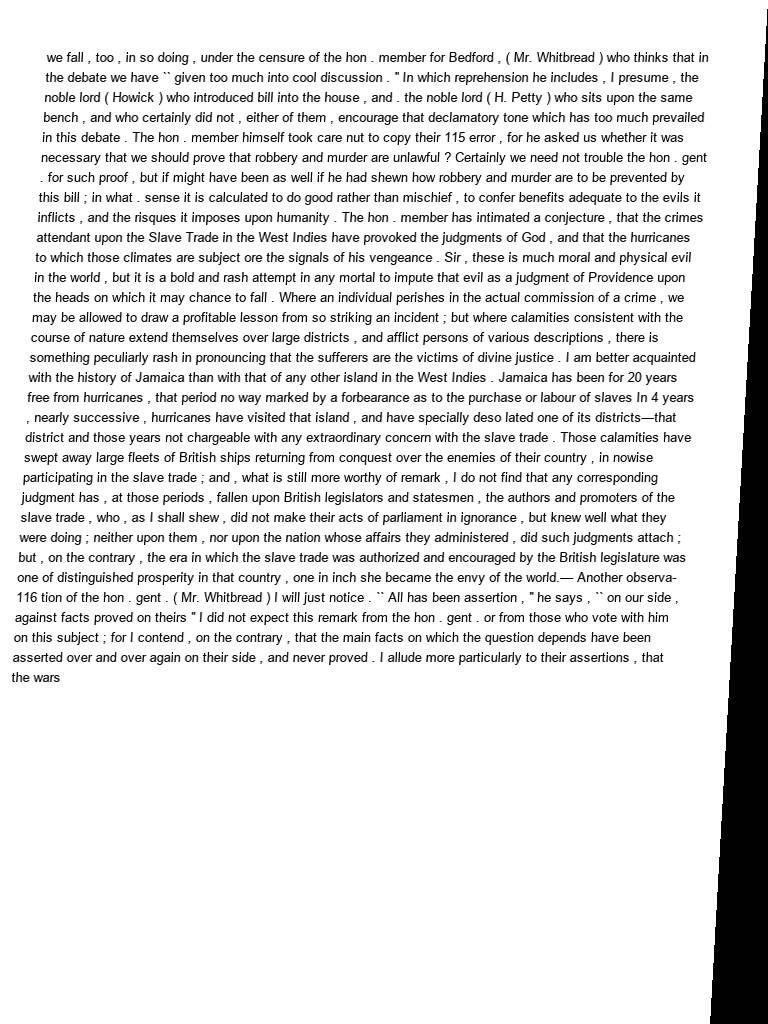 we fall , too , in so doing , under the censure of the hon . member for Bedford , ( Mr. Whitbread ) who thinks that in
the debate we have `` given too much into cool discussion . " In which reprehension he includes , I presume , the
noble lord ( Howick ) who introduced bill into the house , and . the noble lord ( H. Petty ) who sits upon the same
bench , and who certainly did not , either of them , encourage that declamatory tone which has too much prevailed
in this debate . The hon . member himself took care nut to copy their 115 error , for he asked us whether it was
necessary that we should prove that robbery and murder are unlawful ? Certainly we need not trouble the hon . gent
. for such proof , but if might have been as well if he had shewn how robbery and murder are to be prevented by
this bill ; in what . sense it is calculated to do good rather than mischief , to confer benefits adequate to the evils it
inflicts , and the risques it imposes upon humanity . The hon . member has intimated a conjecture , that the crimes
attendant upon the Slave Trade in the West Indies have provoked the judgments of God , and that the hurricanes
to which those climates are subject ore the signals of his vengeance . Sir , these is much moral and physical evil
in the world , but it is a bold and rash attempt in any mortal to impute that evil as a judgment of Providence upon
the heads on which it may chance to fall . Where an individual perishes in the actual commission of a crime , we
may be allowed to draw a profitable lesson from so striking an incident ; but where calamities consistent with the
course of nature extend themselves over large districts , and afflict persons of various descriptions , there is
something peculiarly rash in pronouncing that the sufferers are the victims of divine justice . I am better acquainted
with the history of Jamaica than with that of any other island in the West Indies . Jamaica has been for 20 years
free from hurricanes , that period no way marked by a forbearance as to the purchase or labour of slaves In 4 years
, nearly successive , hurricanes have visited that island , and have specially deso lated one of its districts—that
district and those years not chargeable with any extraordinary concern with the slave trade . Those calamities have
swept away large fleets of British ships returning from conquest over the enemies of their country , in nowise
participating in the slave trade ; and , what is still more worthy of remark , I do not find that any corresponding
judgment has , at those periods , fallen upon British legislators and statesmen , the authors and promoters of the
slave trade , who , as I shall shew , did not make their acts of parliament in ignorance , but knew well what they
were doing ; neither upon them , nor upon the nation whose affairs they administered , did such judgments attach ;
but , on the contrary , the era in which the slave trade was authorized and encouraged by the British legislature was
one of distinguished prosperity in that country , one in inch she became the envy of the world.— Another observa-
116 tion of the hon . gent . ( Mr. Whitbread ) I will just notice . `` All has been assertion , " he says , `` on our side ,
against facts proved on theirs " I did not expect this remark from the hon . gent . or from those who vote with him
on this subject ; for I contend , on the contrary , that the main facts on which the question depends have been
asserted over and over again on their side , and never proved . I allude more particularly to their assertions , that
the wars